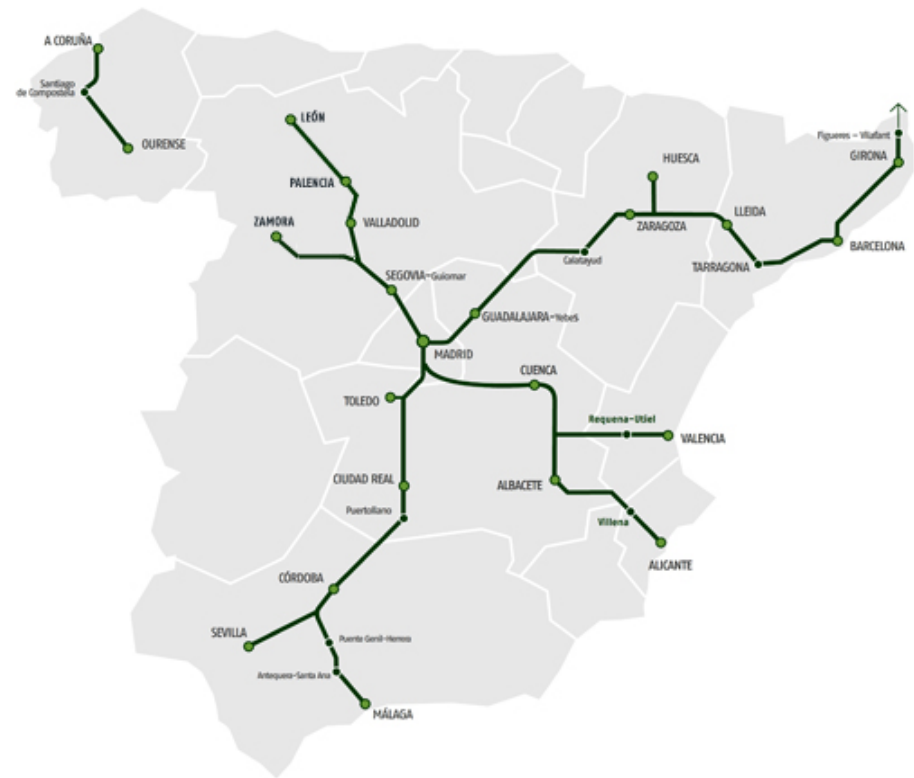 A CORUÑA
Santiago
de Compostela
OURENSE
LEÓN
PALENCIA
ZAMORA
VALLADOLID
SEGOVIA-Guiomar
HUESCA
Figueres – Vilafant
GIRONA
ZARAGOZA
LLEIDA
Calatayud
TARRAGONA
BARCELONA
GUADALAJARA-Yebes
MADRID
CUENCA
TOLEDO
Requena-Utiel
VALENCIA
CIUDAD REAL
ALBACETE
Puertollano
Villena
ALICANTE
CÓRDOBA
SEVILLA
Puente Genil-Herrera
Antequera-Santa Ana
MÁLAGA